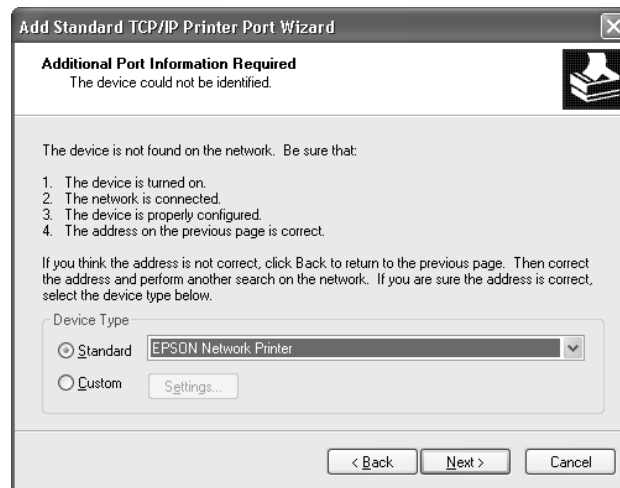 Add Standard TCP/IP Printer Port Wizard
Additional Port Information Required
The device could not be identified.
The device is not found on the network. Be sure that:
1. The device is turned on.
2. The network is connected.
3. The device is properly configured.
4. The address on the previous page is correct.
If you think the address is not correct, click Back to return to the previous page. Then correct
the address and perform another search on the network. If you are sure the address is correct,
select the device type below.
Device Type
Standard EPSON Network Printer
Custom Settings...
< Back Next > Cancel